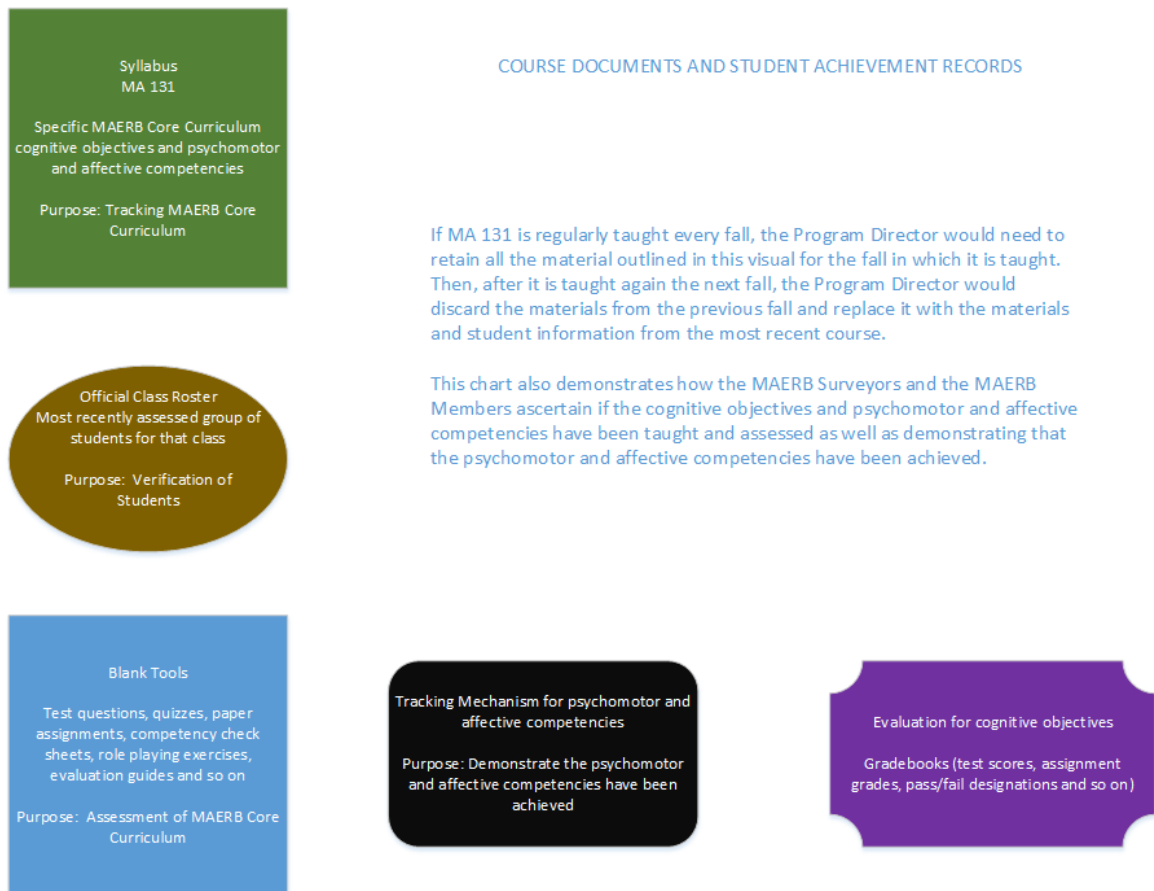 Syllabus
MA 131
Specific MAERB Core Curriculum
cognitive objectives and psychomotor
and affective competencies
Purpose: Tracking MAERB Core
Curriculum
COURSE DOCUMENTS AND STUDENT ACHIEVEMENT RECORDS
If MA 131 is regularly taught every fall, the Program Director would need to
retain all the material outlined in this visual for the fall in which it is taught.
Then, after it is taught again the next fall, the Program Director would
discard the materials from the previous fall and replace it with the materials
and student information from the most recent course.
This chart also demonstrates how the MAERB Surveyors and the MAERB
Members ascertain if the cognitive objectives and psychomotor and affective
competencies have been taught and assessed as well as demonstrating that
the psychomotor and affective competencies have been achieved.
Official Class Roster
Most recently assessed group of
students for that class
Purpose: Verification of
Students
Blank Tools
Test questions, quizzes, paper
assignments, competency check
sheets, role playing exercises,
evaluation guides and so on
Purpose: Assessment of MAERB Core
Curriculum
Tracking Mechanism for psychomotor and
affective competencies
Purpose: Demonstrate the psychomotor
and affective competencies have been
achieved
Evaluation for cognitive objectives
Gradebooks (test scores, assignment
grades, pass/fail designations and so on)